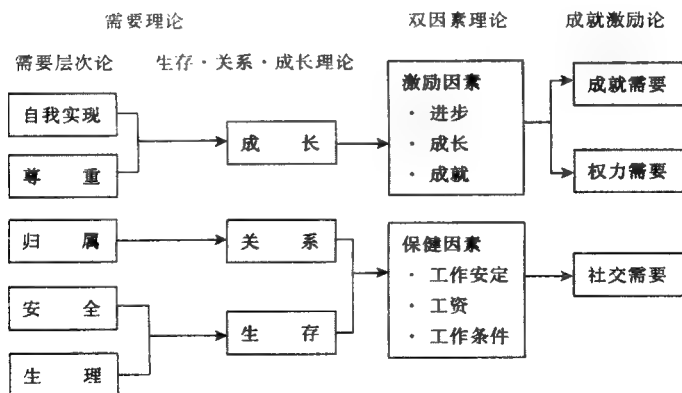 需要理论
双因素理论
成就激励论
需要层次论
生存·关系·成长理论
自我实现
尊重
归属
安全
生理
成长
关系
生存
激励因素
· 进步
· 成长
· 成就
保健因素
· 工作安定
· 工资
· 工作条件
成就需要
权力需要
社交需要